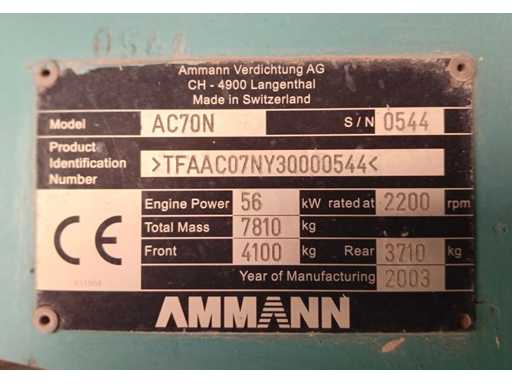 0544
Ammann Verdichtung AG
CH - 4900 Langenthal
Made in Switzerland
Model AC70N S/N 0544
Product Identification Number >TFAAC07NY30000544<
Engine Power 56 kW rated at 2200 rpm
Total Mass 7810 kg
Front 4100 kg Rear 3710 kg
Year of Manufacturing 2003
CE
AMMANN